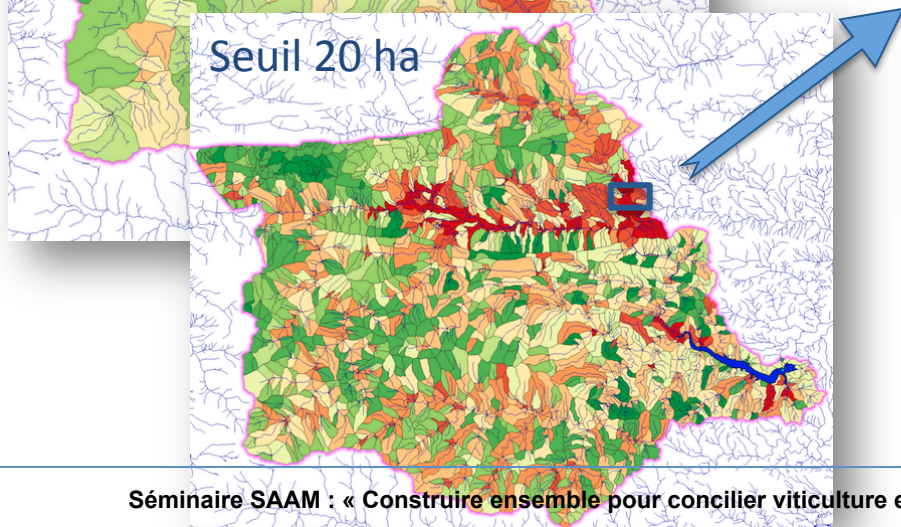 Seuil 20 ha
Séminaire SAAM : « Construire ensemble pour concilier viticulture e